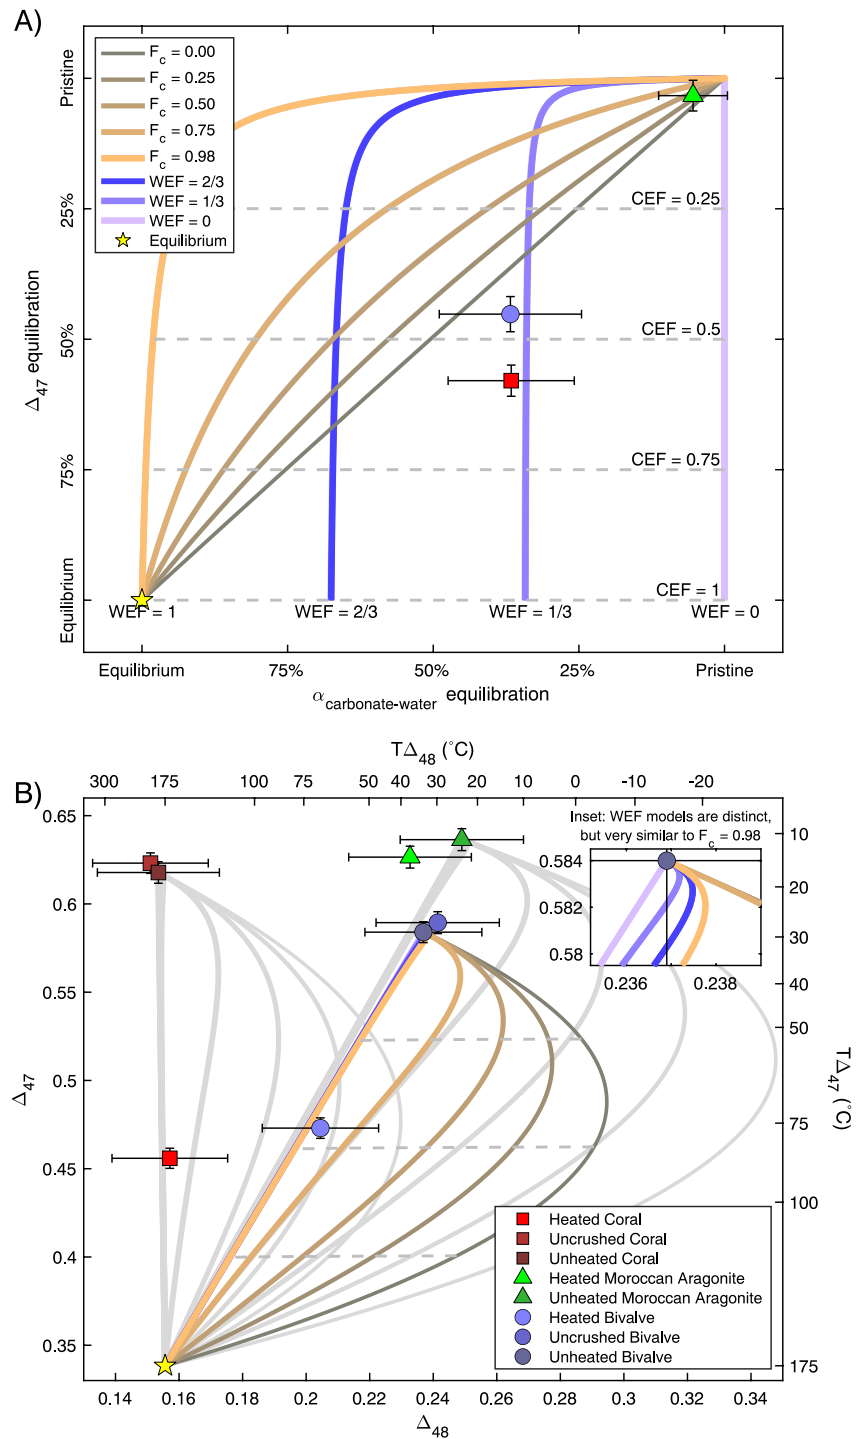 A)
F_c = 0.00
F_c = 0.25
F_c = 0.50
F_c = 0.75
F_c = 0.98
WEF = 2/3
WEF = 1/3
WEF = 0
Equilibrium
Pristine
25%
50%
75%
Equilibrium
Δ47 equilibration
CEF = 0.25
CEF = 0.5
CEF = 0.75
CEF = 1
WEF = 1
WEF = 2/3
WEF = 1/3
WEF = 0
Equilibrium
75%
50%
25%
Pristine
α_carbonate-water equilibration
B)
TΔ48 (°C)
300 175 100 70 50 40 30 20 10 0 -10 -20
Inset: WEF models are distinct,
but very similar to F_c = 0.98
0.584
0.582
0.58
0.236 0.238
0.65
0.6
0.55
0.5
0.45
0.4
0.35
Δ47
10
20
30
40
50
75
100
175
TΔ47 (°C)
Heated Coral
Uncrushed Coral
Unheated Coral
Heated Moroccan Aragonite
Unheated Moroccan Aragonite
Heated Bivalve
Uncrushed Bivalve
Unheated Bivalve
0.14 0.16 0.18 0.2 0.22 0.24 0.26 0.28 0.3 0.32 0.34
Δ48